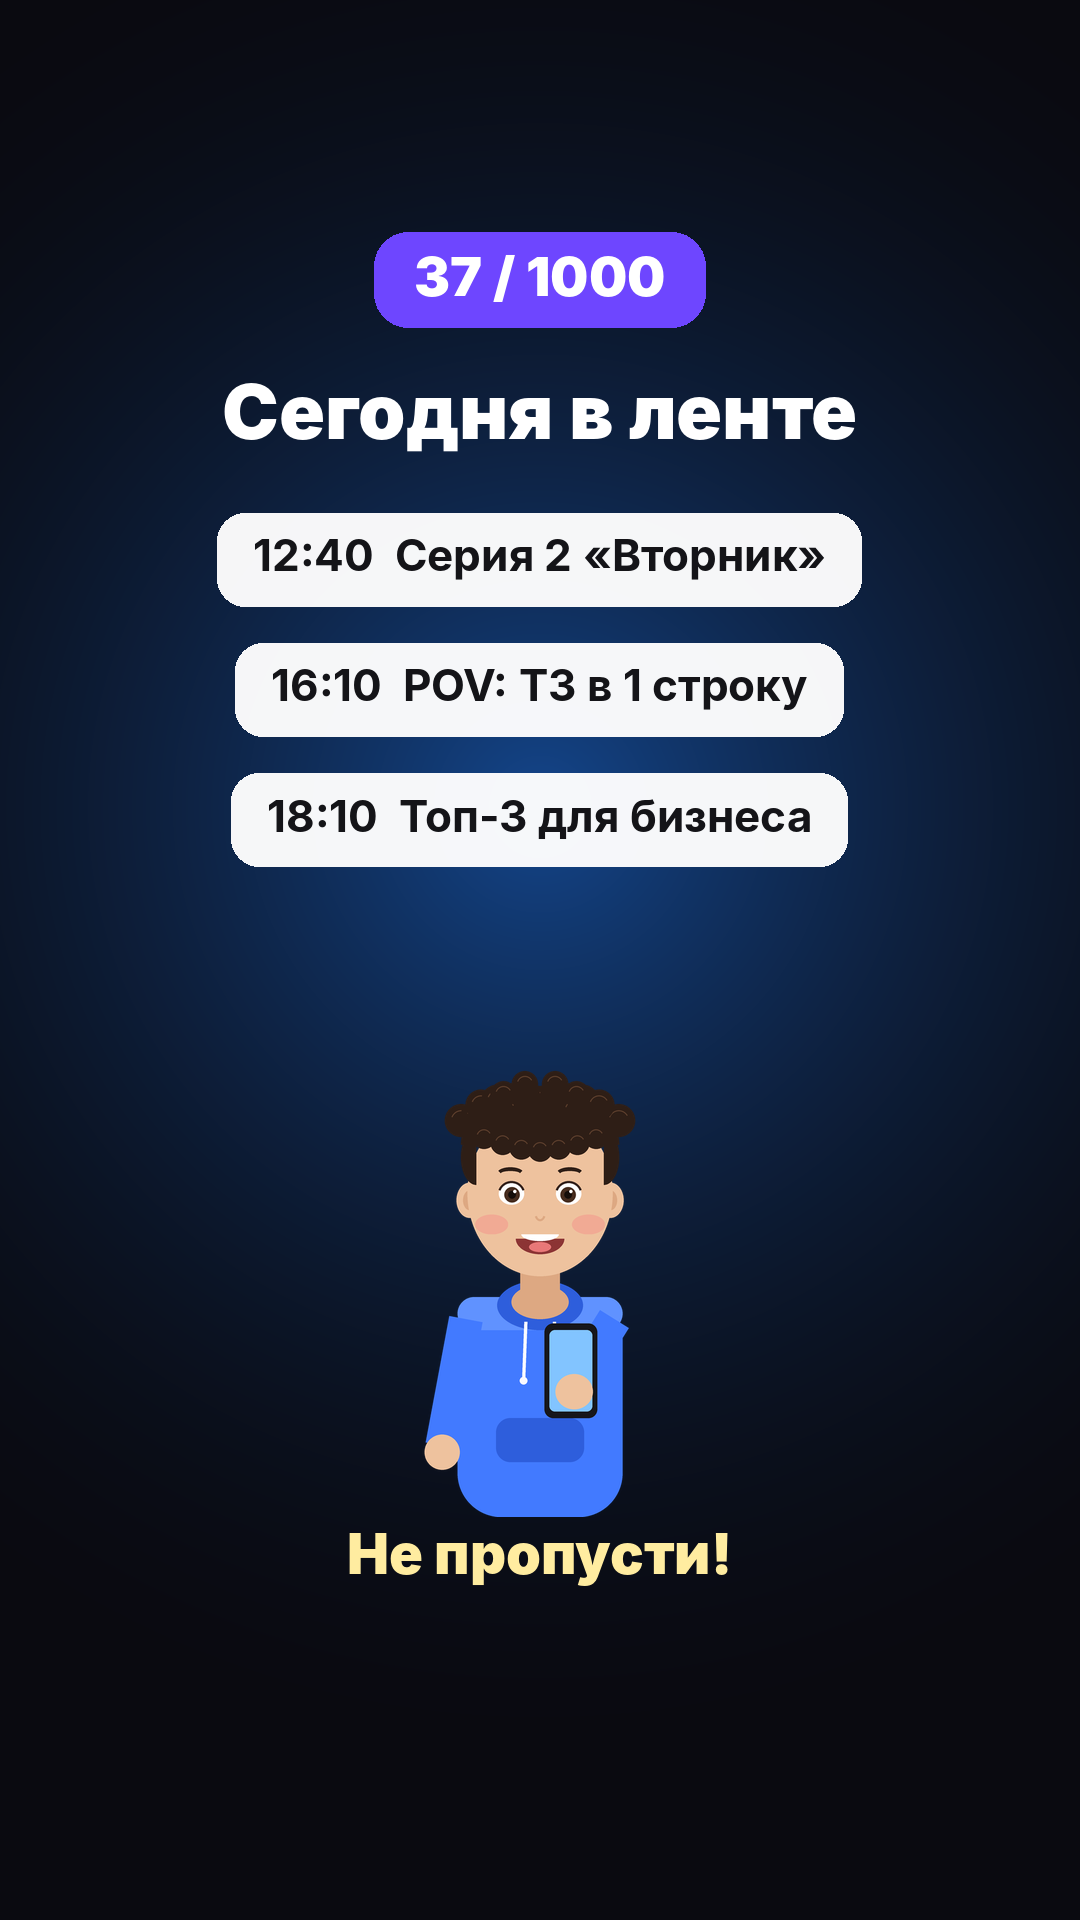 37 / 1000
Сегодня в ленте
12:40 Серия 2 «Вторник»
16:10 POV: ТЗ в 1 строку
18:10 Топ-3 для бизнеса
Не пропусти!